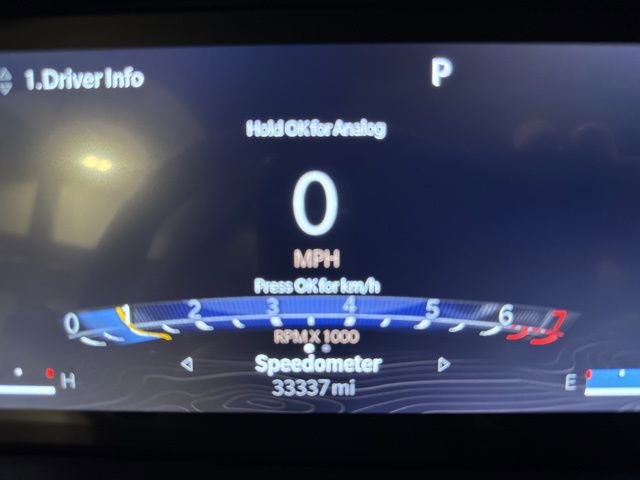 1.Driver Info
P
Hold OK for Analog
0
MPH
Press OK for km/h
0 1 2 3 4 5 6 7
RPM X 1000
Speedometer
33337 mi
H
E